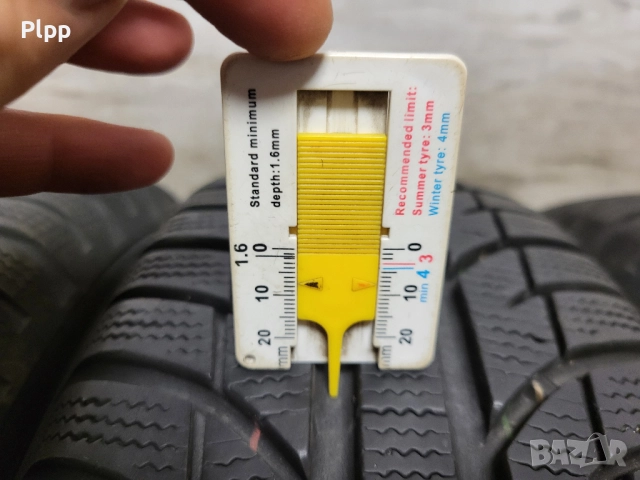 Plpp
Standard minimum
depth:1.6mm
Recommended limit:
Summer tyre: 3mm
Winter tyre: 4mm
1.6
0
10
20
mm
0
10
20
mm
min 4 3
BAZAR